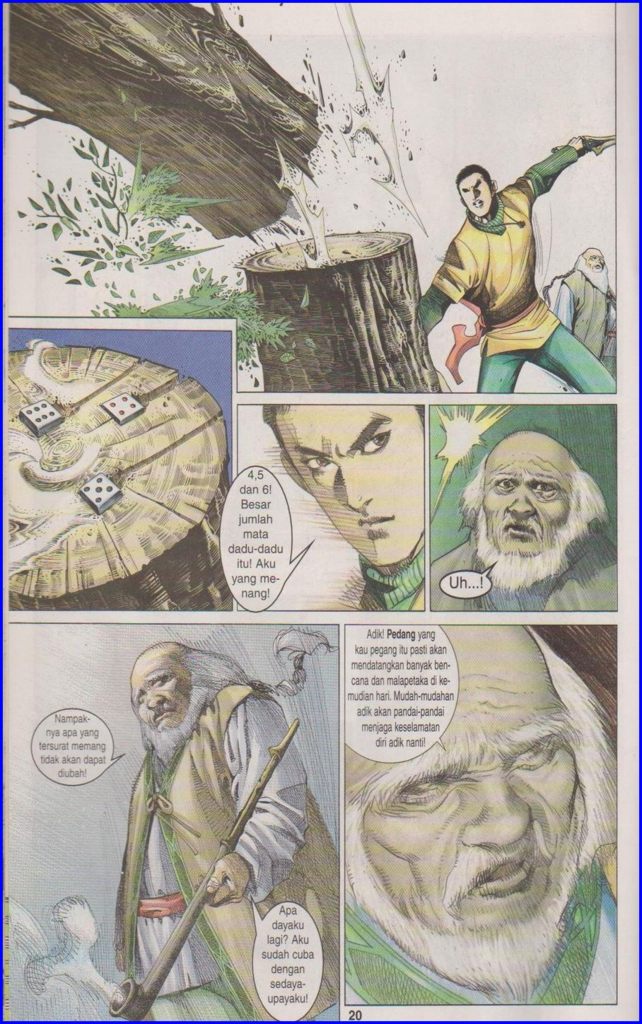 4,5
dan 6!
Besar
jumlah
mata
dadu-dadu
itu! Aku
yang me-
nang!
Uh...!
Nampak-
nya apa yang
tersurat memang
tidak akan dapat
diubah!
Apa
dayaku
lagi? Aku
sudah cuba
dengan
sedaya-
upayaku!
Adik! Pedang yang
kau pegang itu pasti akan
mendatangkan banyak ben-
cana dan malapetaka di ke-
mudian hari. Mudah-mudahan
adik akan pandai-pandai
menjaga keselamatan
diri adik nanti!
20